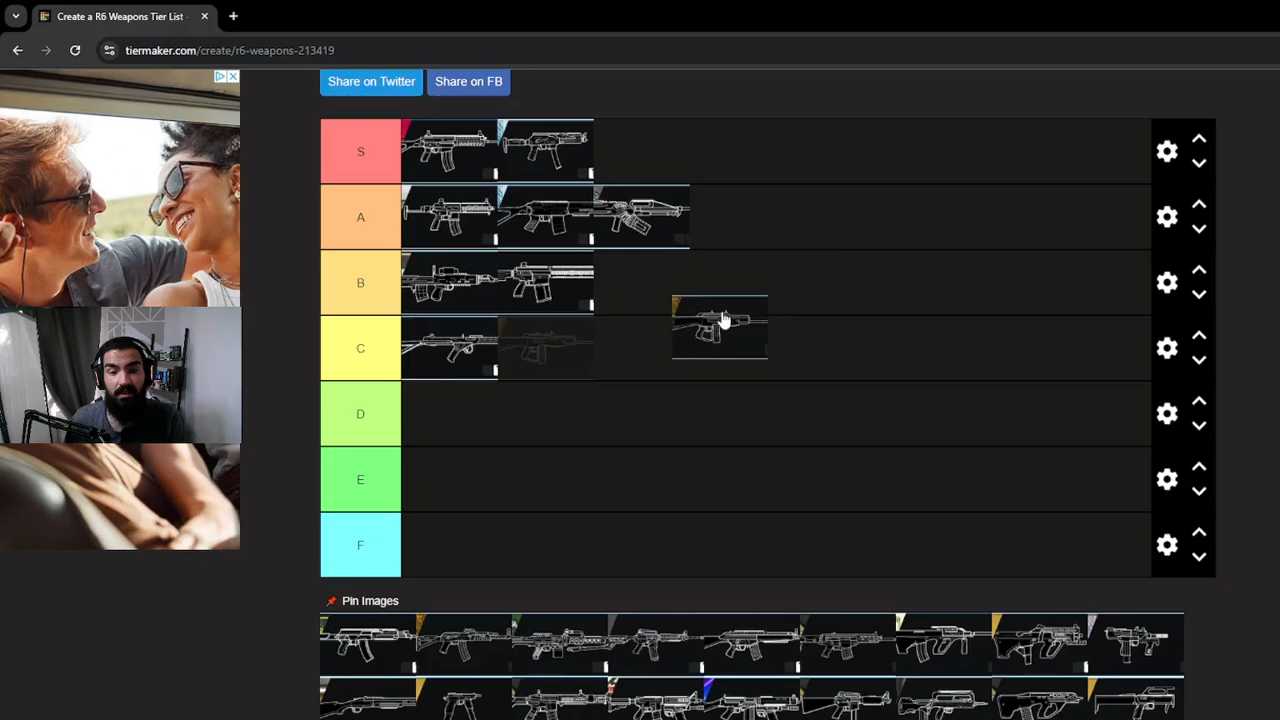 Create a R6 Weapons Tier List -
tiermaker.com/create/r6-weapons-213419
Share on Twitter
Share on FB
S
A
B
C
D
E
F
Pin Images